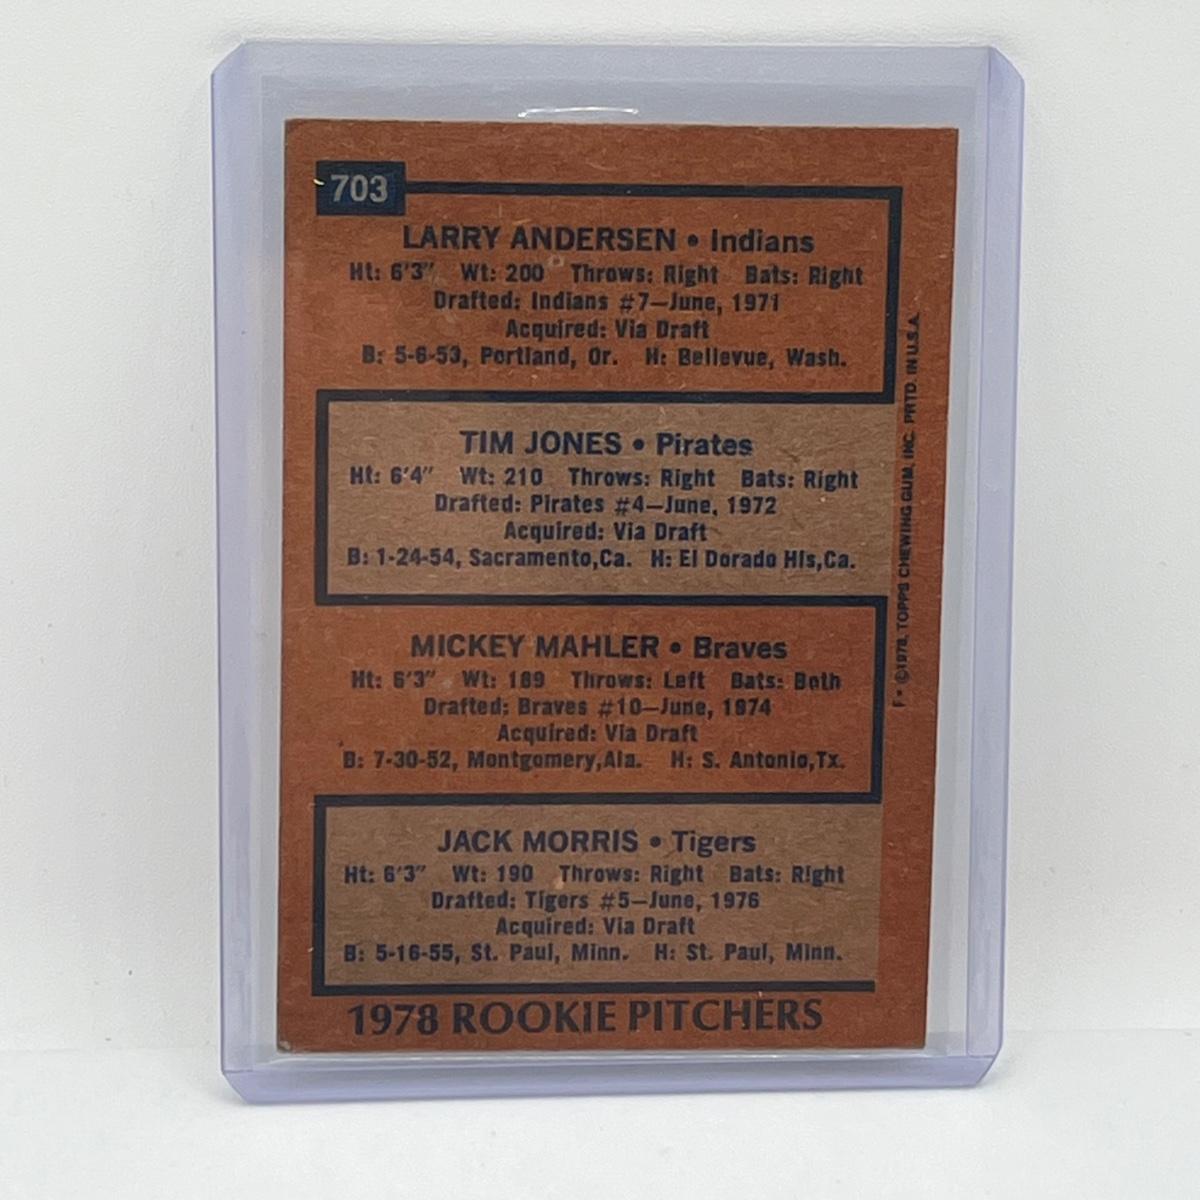 703
LARRY ANDERSEN • Indians
Ht: 6'3" Wt: 200 Throws: Right Bats: Right
Drafted: Indians #7—June, 1971
Acquired: Via Draft
B: 5-6-53, Portland, Or. H: Bellevue, Wash.
TIM JONES • Pirates
Ht: 6'4" Wt: 210 Throws: Right Bats: Right
Drafted: Pirates #4—June, 1972
Acquired: Via Draft
B: 1-24-54, Sacramento,Ca. H: El Dorado Hls,Ca.
MICKEY MAHLER • Braves
Ht: 6'3" Wt: 189 Throws: Left Bats: Both
Drafted: Braves #10—June, 1974
Acquired: Via Draft
B: 7-30-52, Montgomery,Ala. H: S. Antonio,Tx.
JACK MORRIS • Tigers
Ht: 6'3" Wt: 190 Throws: Right Bats: Right
Drafted: Tigers #5—June, 1976
Acquired: Via Draft
B: 5-16-55, St. Paul, Minn. H: St. Paul, Minn.
1978 ROOKIE PITCHERS
F• ©1978, TOPPS CHEWING GUM, INC. PRTD. IN U.S.A.